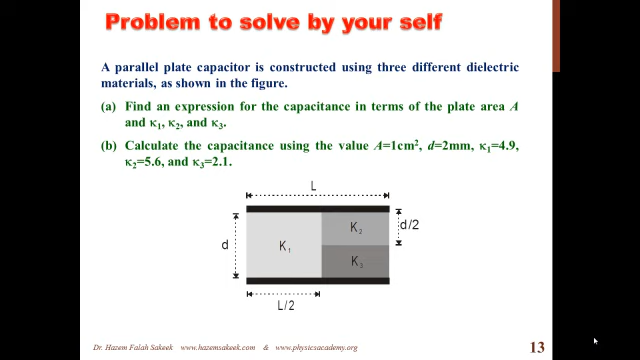 Problem to solve by your self
A parallel plate capacitor is constructed using three different dielectric
materials, as shown in the figure.
(a) Find an expression for the capacitance in terms of the plate area A
and κ₁, κ₂, and κ₃.
(b) Calculate the capacitance using the value A=1cm², d=2mm, κ₁=4.9,
κ₂=5.6, and κ₃=2.1.
L
K₂
d/2
d
K₁
K₃
L/2
Dr. Hazem Falah Sakeek www.hazemsakeek.com & www.physicsacademy.org
13